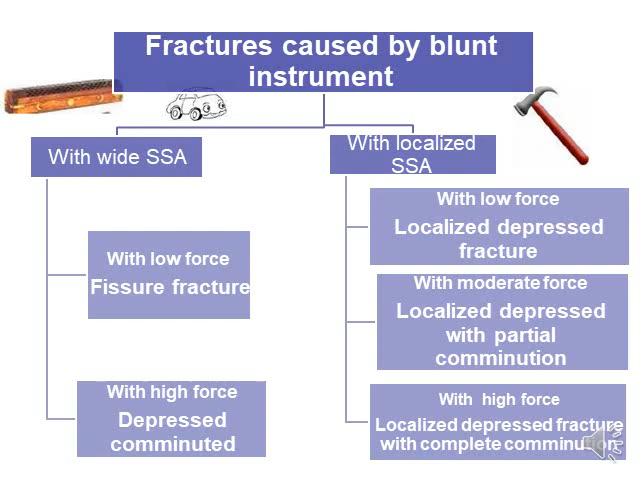 Fractures caused by blunt
instrument
With wide SSA
With low force
Fissure fracture
With high force
Depressed
comminuted
With localized
SSA
With low force
Localized depressed
fracture
With moderate force
Localized depressed
with partial
comminution
With high force
Localized depressed fracture
with complete comminution